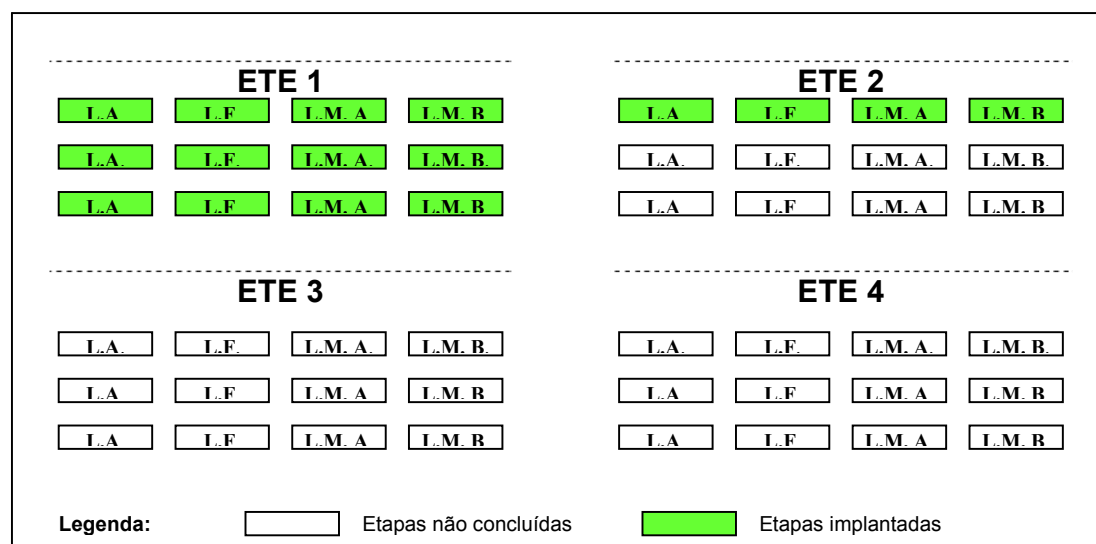 ETE 1
L.A L.F L.M. A L.M. B
L.A. L.F. L.M. A. L.M. B.
L.A L.F L.M. A L.M. B
ETE 2
L.A L.F L.M. A L.M. B
L.A. L.F. L.M. A. L.M. B.
L.A L.F L.M. A L.M. B
ETE 3
L.A. L.F. L.M. A. L.M. B.
L.A L.F L.M. A L.M. B
L.A L.F L.M. A L.M. B
ETE 4
L.A. L.F. L.M. A. L.M. B.
L.A L.F L.M. A L.M. B
L.A L.F L.M. A L.M. B
Legenda: Etapas não concluídas Etapas implantadas